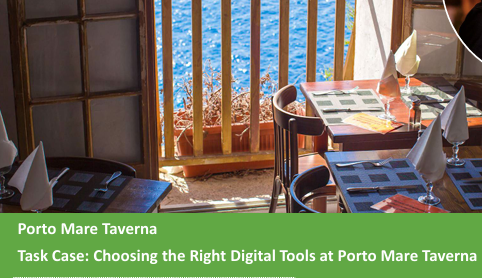 Porto Mare Taverna
Task Case: Choosing the Right Digital Tools at Porto Mare Taverna